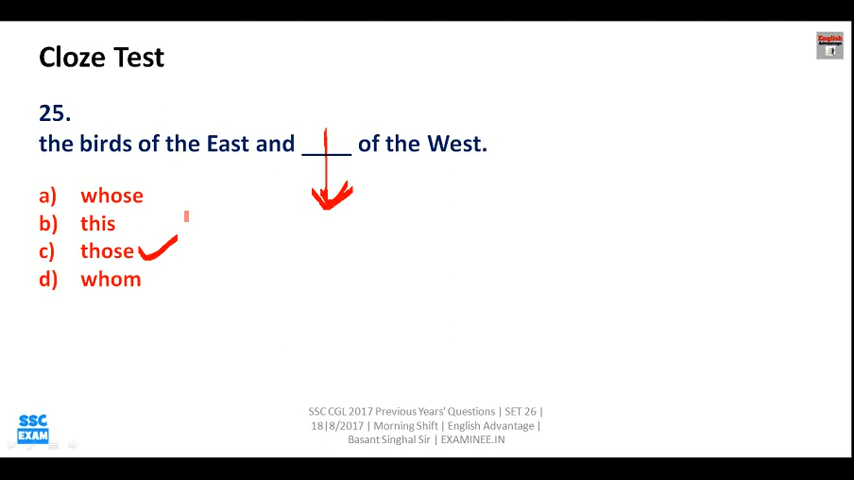 Cloze Test
English
Advantage
25.
the birds of the East and ____ of the West.
a) whose
b) this
c) those
d) whom
SSC
EXAM
SSC CGL 2017 Previous Years' Questions | SET 26 |
18|8/2017 | Morning Shift | English Advantage |
Basant Singhal Sir | EXAMINEE.IN